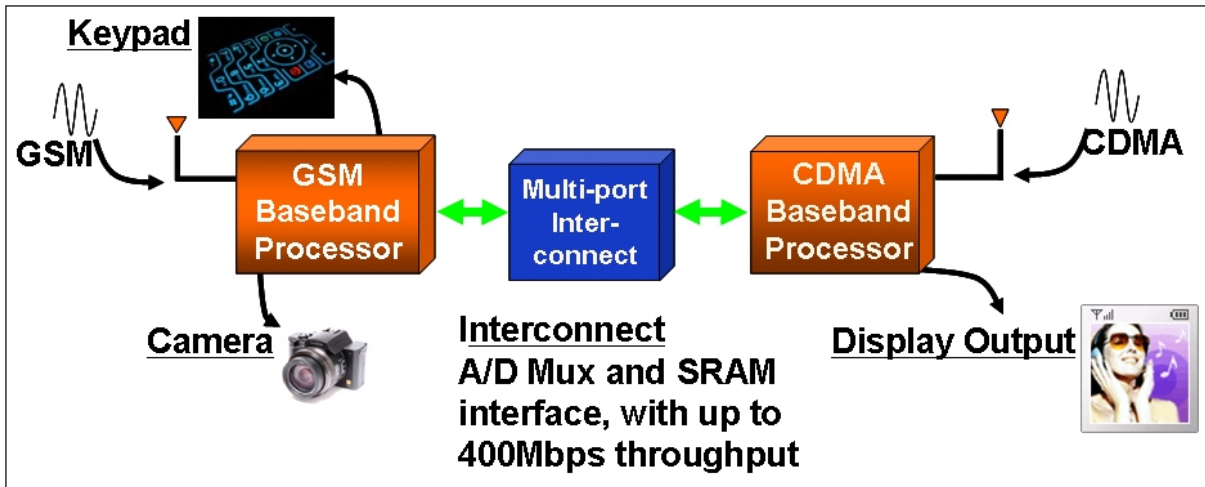 Keypad
GSM
CDMA
GSM
Baseband
Processor
Multi-port
Inter-
connect
CDMA
Baseband
Processor
Camera
Interconnect
A/D Mux and SRAM
interface, with up to
400Mbps throughput
Display Output